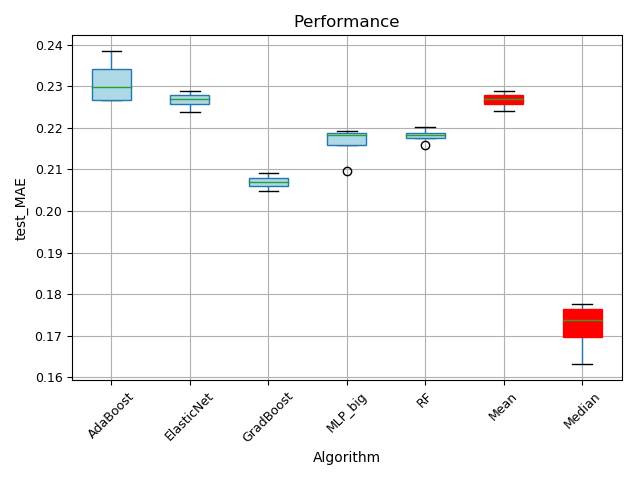 Performance
0.24
0.23
0.22
0.21
0.20
0.19
0.18
0.17
0.16
test_MAE
AdaBoost
ElasticNet
GradBoost
MLP_big
RF
Mean
Median
Algorithm